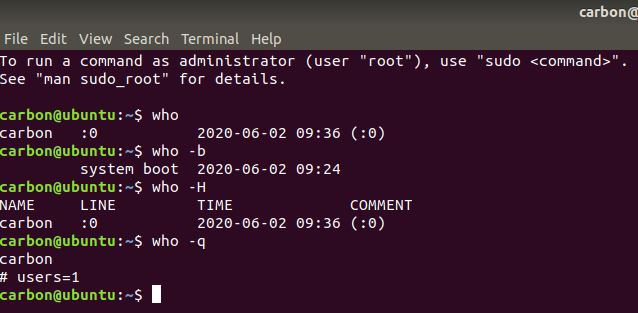 carbon@
File Edit View Search Terminal Help
To run a command as administrator (user "root"), use "sudo <command>".
See "man sudo_root" for details.
carbon@ubuntu:~$ who
carbon   :0           2020-06-02 09:36 (:0)
carbon@ubuntu:~$ who -b
         system boot  2020-06-02 09:24
carbon@ubuntu:~$ who -H
NAME     LINE         TIME             COMMENT
carbon   :0           2020-06-02 09:36 (:0)
carbon@ubuntu:~$ who -q
carbon
# users=1
carbon@ubuntu:~$